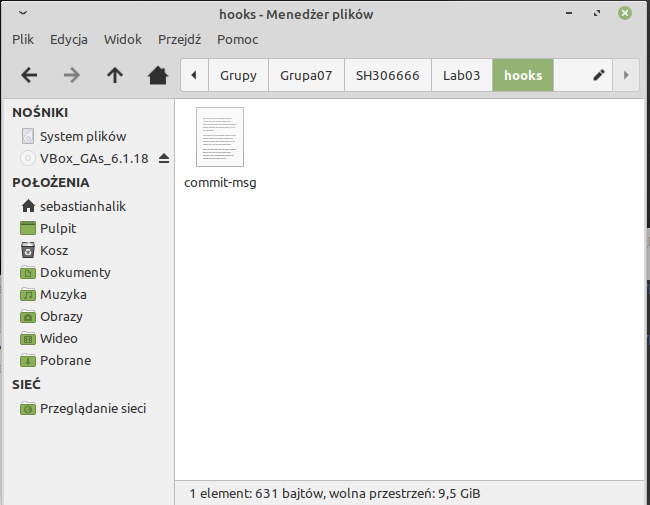 hooks - Menedżer plików
Plik Edycja Widok Przejdź Pomoc
Grupy Grupa07 SH306666 Lab03 hooks
NOŚNIKI
System plików
VBox_GAs_6.1.18
POŁOŻENIA
sebastianhalik
Pulpit
Kosz
Dokumenty
Muzyka
Obrazy
Wideo
Pobrane
SIEĆ
Przeglądanie sieci
commit-msg
1 element: 631 bajtów, wolna przestrzeń: 9,5 GiB